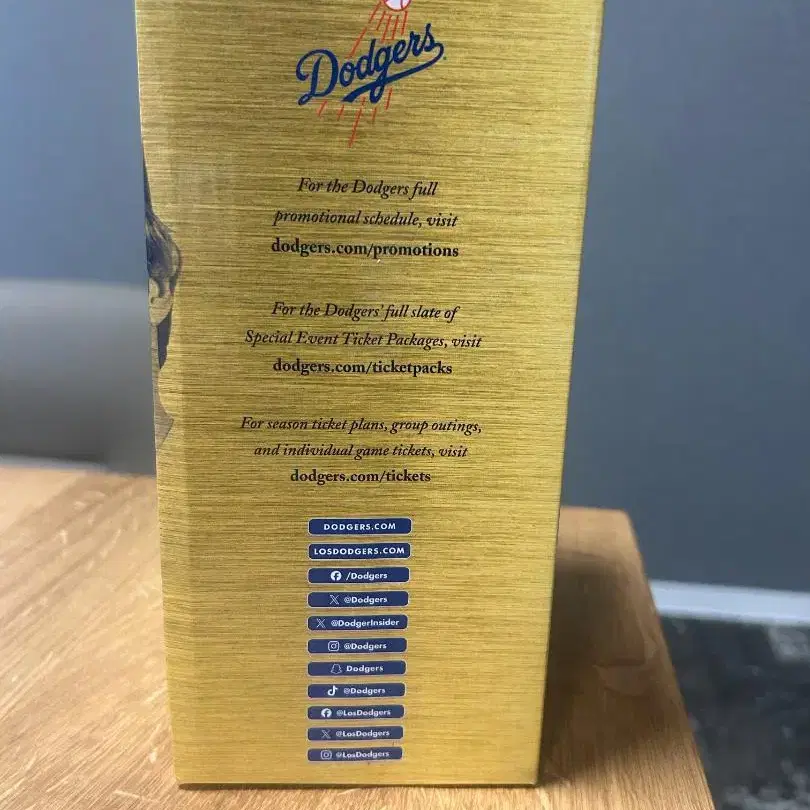 Dodgers
For the Dodgers full
promotional schedule, visit
dodgers.com/promotions
For the Dodgers' full slate of
Special Event Ticket Packages, visit
dodgers.com/ticketpacks
For season ticket plans, group outings,
and individual game tickets, visit
dodgers.com/tickets
DODGERS.COM
LOSDODGERS.COM
/Dodgers
@Dodgers
@DodgerInsider
@Dodgers
Dodgers
@Dodgers
@LosDodgers
@LosDodgers
@LosDodgers